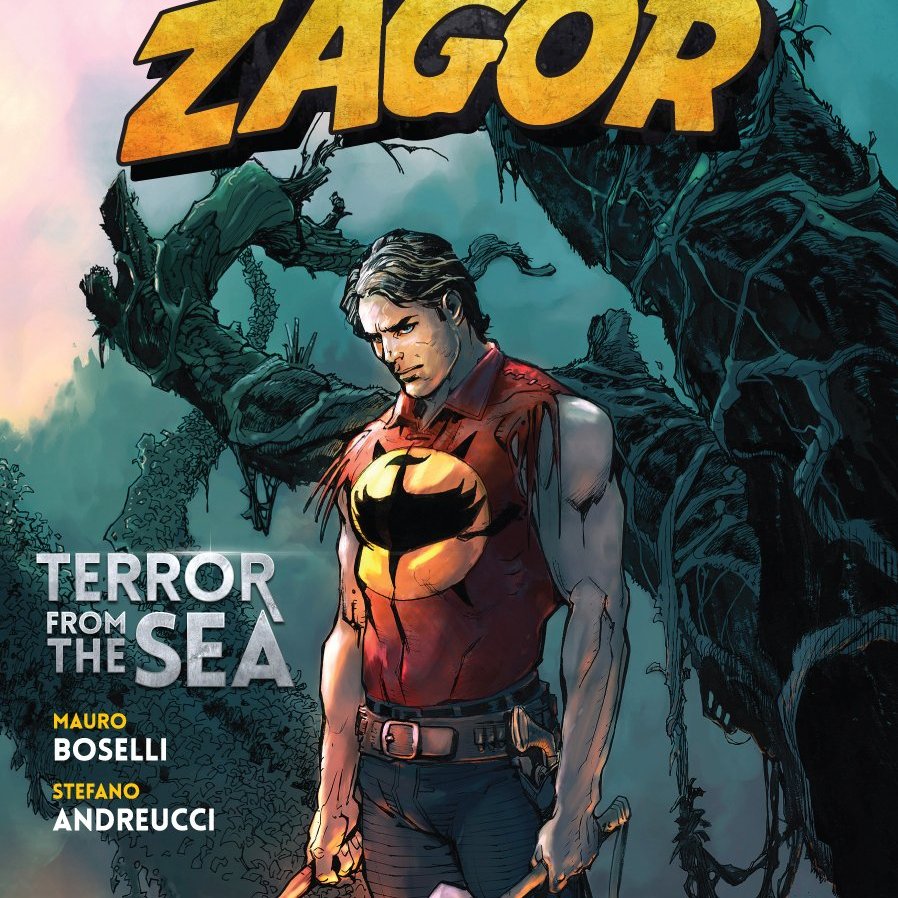 ZAGOR
TERROR
FROM
THE SEA
MAURO
BOSELLI
STEFANO
ANDREUCCI